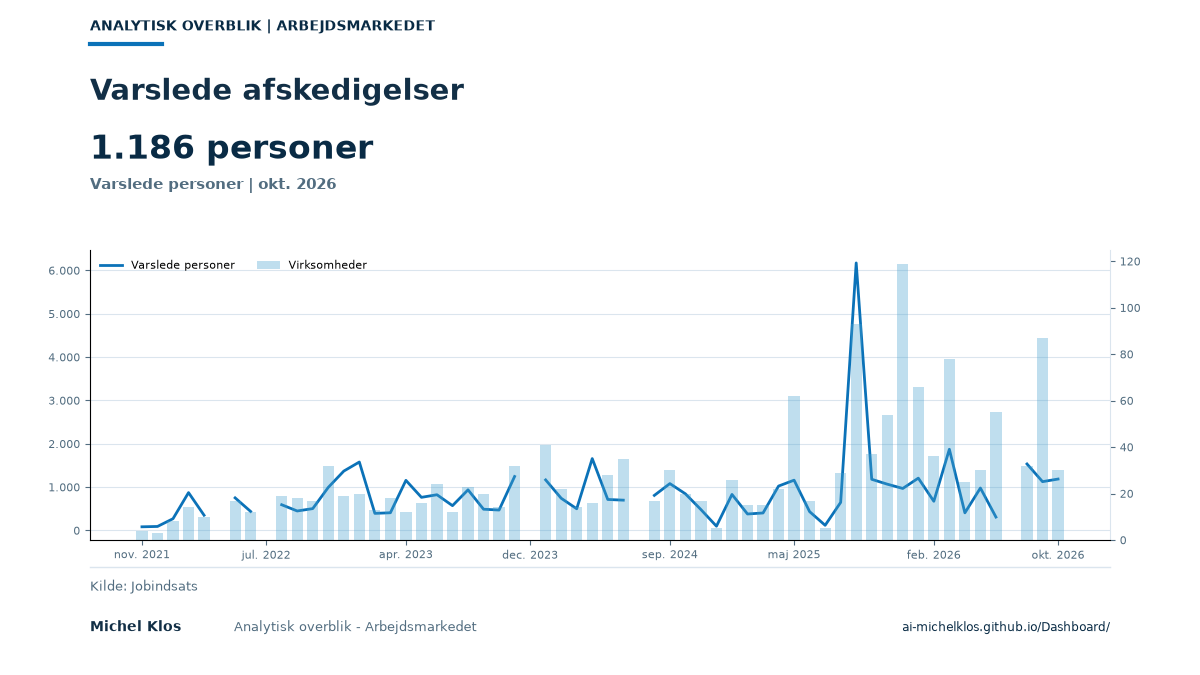 ANALYTISK OVERBLIK | ARBEJDSMARKEDET
Varslede afskedigelser
1.186 personer
Varslede personer | okt. 2026
Varslede personer
Virksomheder
6.000
5.000
4.000
3.000
2.000
1.000
0
120
100
80
60
40
20
0
nov. 2021
jul. 2022
apr. 2023
dec. 2023
sep. 2024
maj 2025
feb. 2026
okt. 2026
Kilde: Jobindsats
Michel Klos
Analytisk overblik - Arbejdsmarkedet
ai-michelklos.github.io/Dashboard/